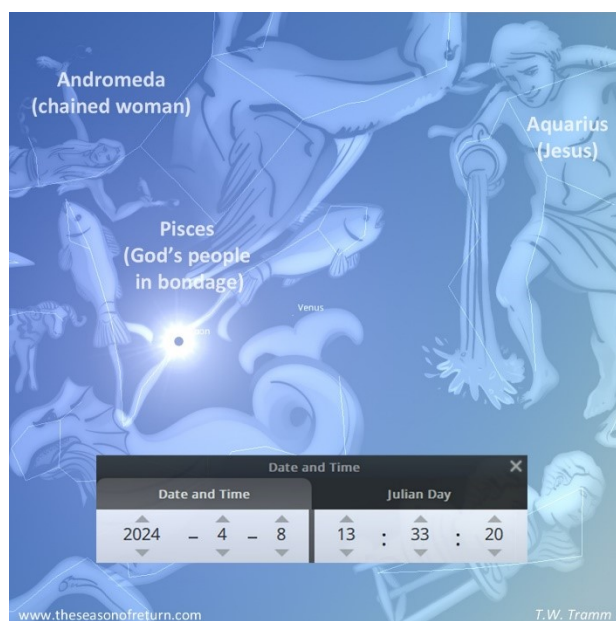 Andromeda
(chained woman)
Aquarius
(Jesus)
Pisces
(God's people
in bondage)
Venus
Date and Time
Date and Time
Julian Day
2024 – 4 – 8
13 : 33 : 20
www.theseasonofreturn.com
T.W. Tramm